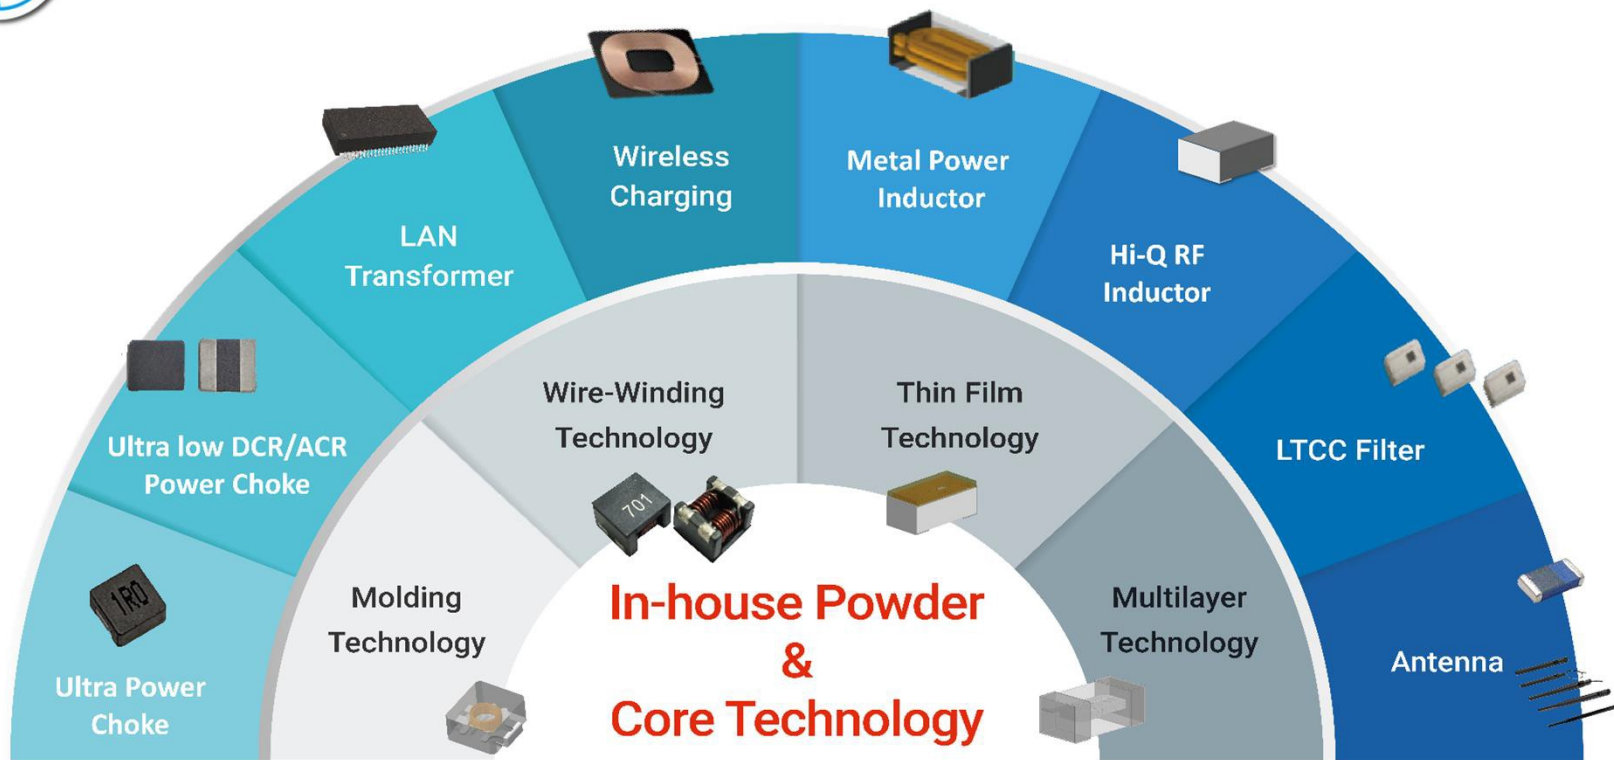 Wireless
Charging
Metal Power
Inductor
LAN
Transformer
Hi-Q RF
Inductor
Ultra low DCR/ACR
Power Choke
Wire-Winding
Technology
Thin Film
Technology
LTCC Filter
701
1R0
Ultra Power
Choke
Molding
Technology
In-house Powder
&
Core Technology
Multilayer
Technology
Antenna